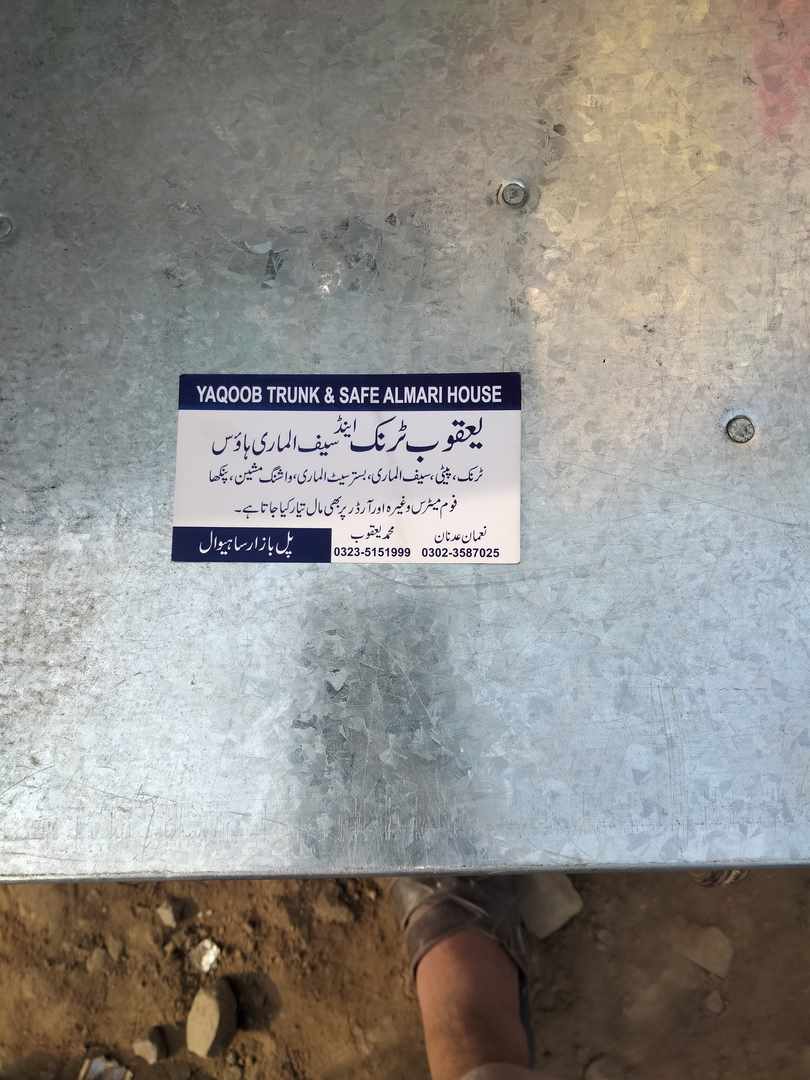 YAQOOB TRUNK & SAFE ALMARI HOUSE
یعقوب ٹرنک اینڈ سیف الماری ہاؤس
ٹرنک، پیٹی، سیف الماری، بستر سیٹ الماری، واشنگ مشین، پنکھا
فوم میٹرس وغیرہ اور آرڈر پر بھی مال تیار کیا جاتا ہے۔
نعمان عدنان محمد یعقوب
پل بازار ساہیوال 0323-5151999 0302-3587025